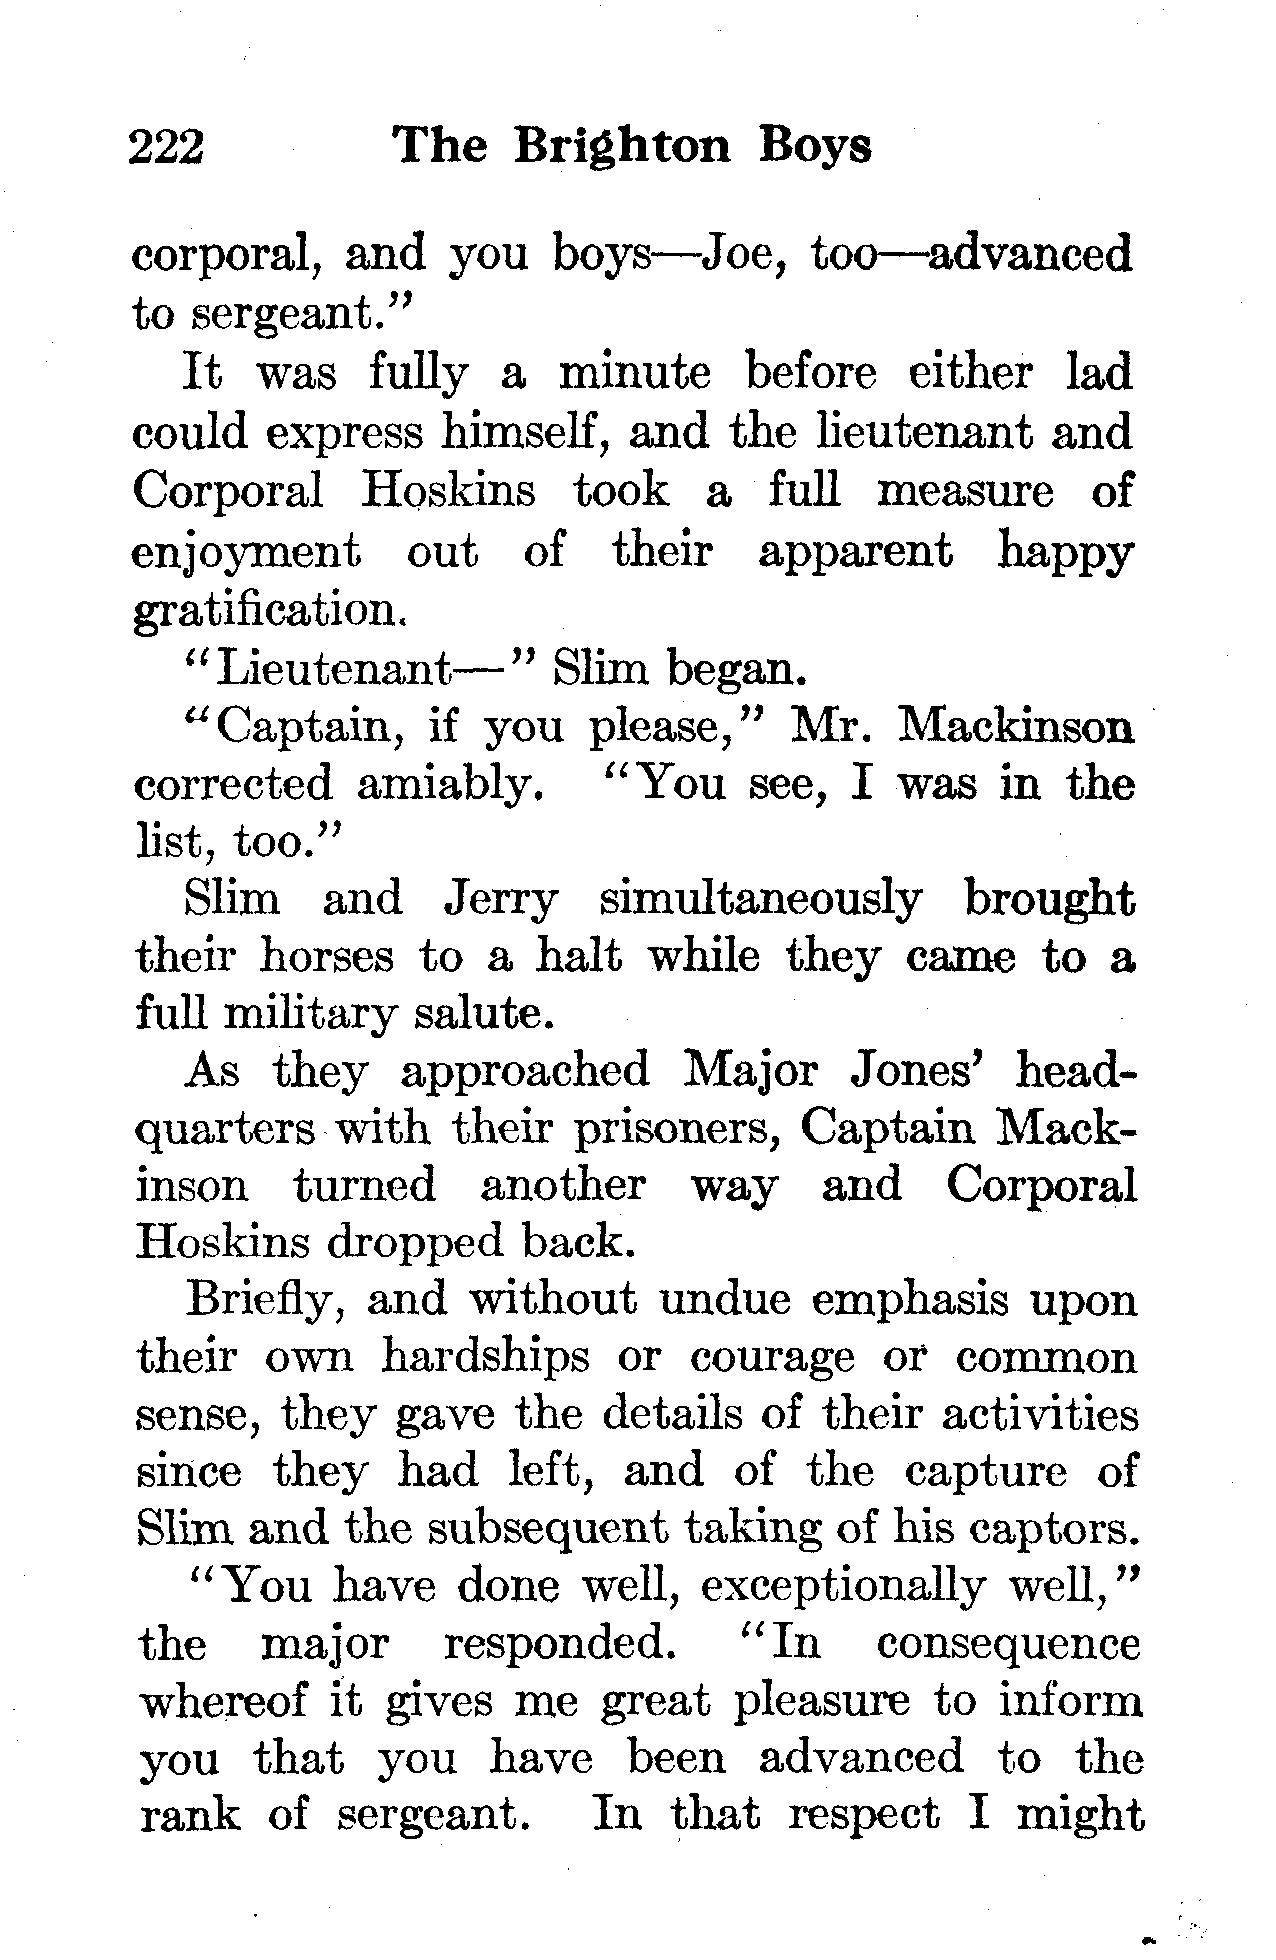 222 The Brighton Boys
corporal, and you boys—Joe, too—advanced
to sergeant."
It was fully a minute before either lad
could express himself, and the lieutenant and
Corporal Hoskins took a full measure of
enjoyment out of their apparent happy
gratification.
"Lieutenant—" Slim began.
"Captain, if you please," Mr. Mackinson
corrected amiably. "You see, I was in the
list, too."
Slim and Jerry simultaneously brought
their horses to a halt while they came to a
full military salute.
As they approached Major Jones' head-
quarters with their prisoners, Captain Mack-
inson turned another way and Corporal
Hoskins dropped back.
Briefly, and without undue emphasis upon
their own hardships or courage or common
sense, they gave the details of their activities
since they had left, and of the capture of
Slim and the subsequent taking of his captors.
"You have done well, exceptionally well,"
the major responded. "In consequence
whereof it gives me great pleasure to inform
you that you have been advanced to the
rank of sergeant. In that respect I might